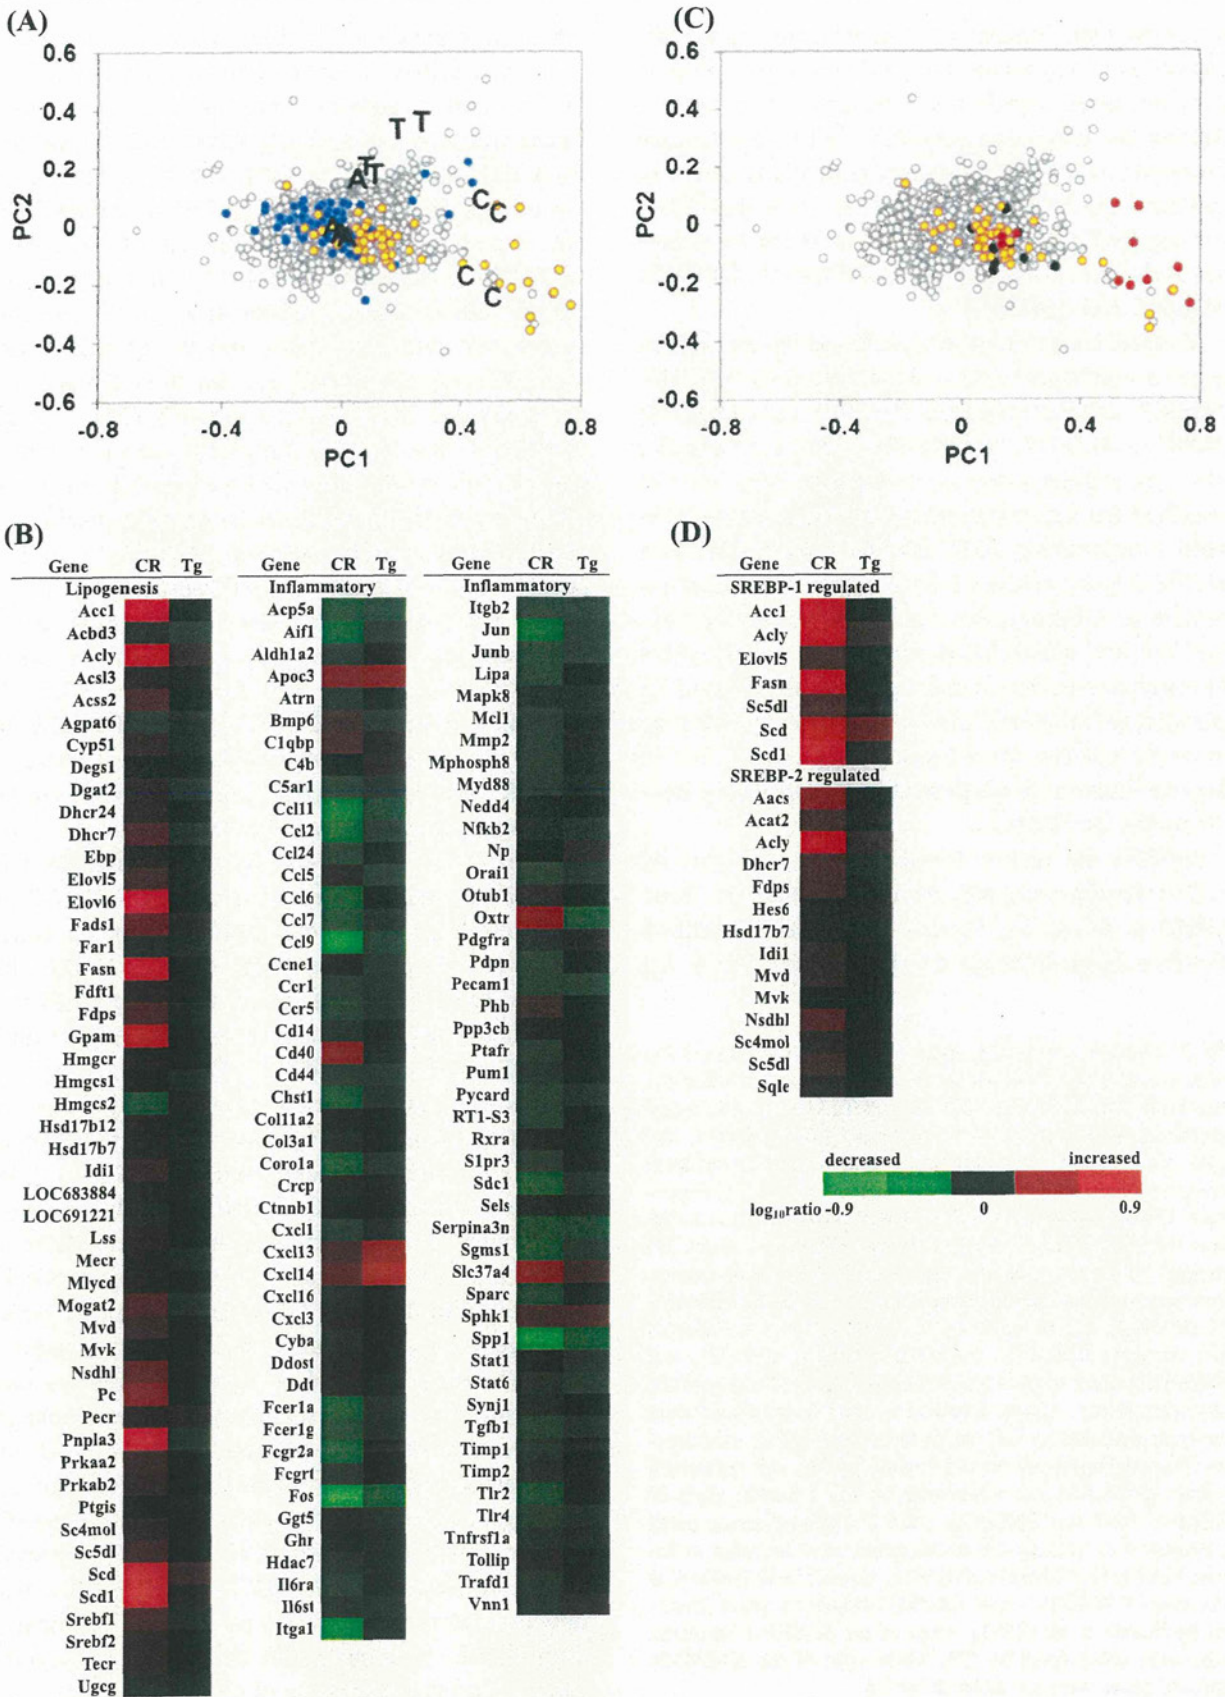 (A)
0.6
0.4
0.2
0
-0.2
-0.4
-0.6
PC2
-0.8
-0.4
0
0.4
0.8
PC1
T T
T
A T
C
C
C
C
(C)
0.6
0.4
0.2
0
-0.2
-0.4
-0.6
PC2
-0.8
-0.4
0
0.4
0.8
PC1
(B)
Gene CR Tg
Lipogenesis
Acc1
Acbd3
Acly
Acsl3
Acss2
Agpat6
Cyp51
Degs1
Dgat2
Dhcr24
Dhcr7
Ebp
Elovl5
Elovl6
Fads1
Far1
Fasn
Fdft1
Fdps
Gpam
Hmgcr
Hmgcs1
Hmgcs2
Hsd17b12
Hsd17b7
Idi1
LOC683884
LOC691221
Lss
Mecr
Mlycd
Mogat2
Mvd
Mvk
Nsdhl
Pc
Pecr
Pnpla3
Prkaa2
Prkab2
Ptgis
Sc4mol
Sc5dl
Scd
Scd1
Srebf1
Srebf2
Tecr
Ugcg
Gene CR Tg
Inflammatory
Acp5a
Aif1
Aldh1a2
Apoc3
Atrn
Bmp6
C1qbp
C4b
C5ar1
Ccl11
Ccl2
Ccl24
Ccl5
Ccl6
Ccl7
Ccl9
Ccne1
Ccr1
Ccr5
Cd14
Cd40
Cd44
Chst1
Col11a2
Col3a1
Coro1a
Crcp
Ctnnb1
Cxcl1
Cxcl13
Cxcl14
Cxcl16
Cxcl3
Cyba
Ddost
Ddt
Fcer1a
Fcer1g
Fcgr2a
Fcgrt
Fos
Ggt5
Ghr
Hdac7
Il6ra
Il6st
Itga1
Gene CR Tg
Inflammatory
Itgb2
Jun
Junb
Lipa
Mapk8
Mcl1
Mmp2
Mphosph8
Myd88
Nedd4
Nfkb2
Np
Orai1
Otub1
Oxtr
Pdgfra
Pdpn
Pecam1
Phb
Ppp3cb
Ptafr
Pum1
Pycard
RT1-S3
Rxra
S1pr3
Sdc1
Sels
Serpina3n
Sgms1
Slc37a4
Sparc
Sphk1
Spp1
Stat1
Stat6
Synj1
Tgfb1
Timp1
Timp2
Tlr2
Tlr4
Tnfrsf1a
Tollip
Trafd1
Vnn1
(D)
Gene CR Tg
SREBP-1 regulated
Acc1
Acly
Elovl5
Fasn
Sc5dl
Scd
Scd1
SREBP-2 regulated
Aacs
Acat2
Acly
Dhcr7
Fdps
Hes6
Hsd17b7
Idi1
Mvd
Mvk
Nsdhl
Sc4mol
Sc5dl
Sqle
decreased increased
log₁₀ratio -0.9 0 0.9